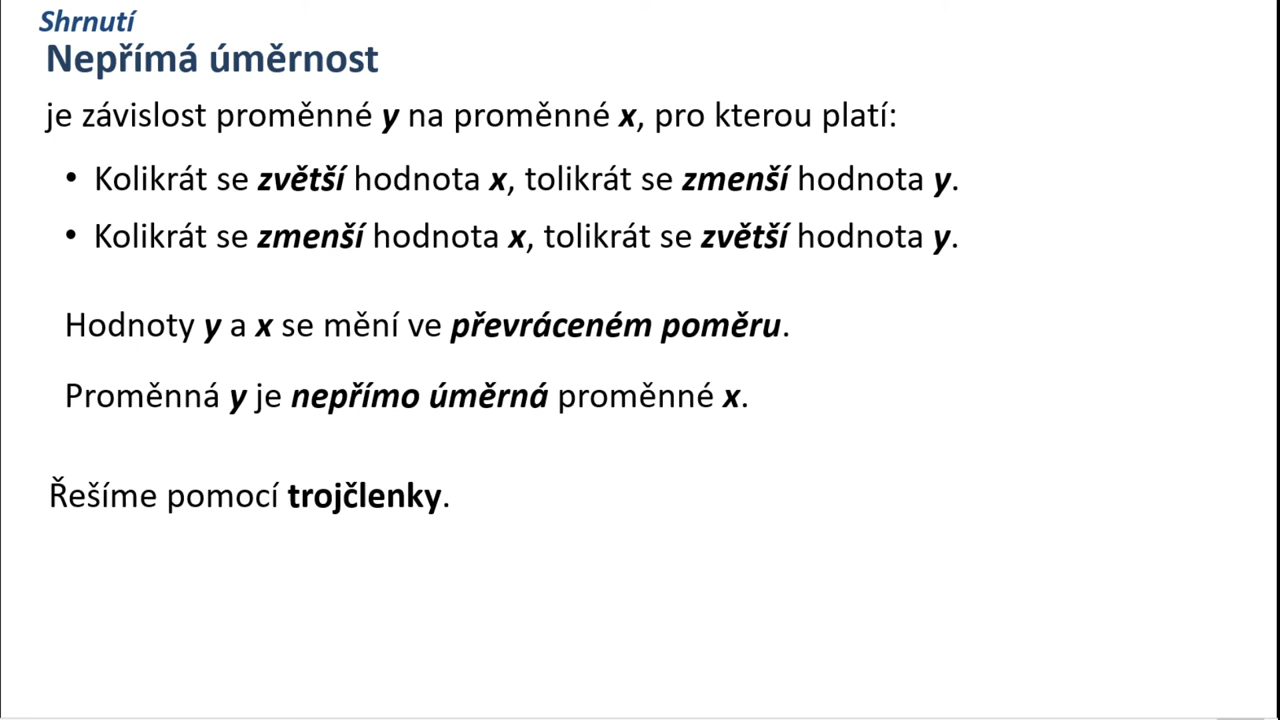 Shrnutí
Nepřímá úměrnost
je závislost proměnné y na proměnné x, pro kterou platí:
• Kolikrát se zvětší hodnota x, tolikrát se zmenší hodnota y.
• Kolikrát se zmenší hodnota x, tolikrát se zvětší hodnota y.
Hodnoty y a x se mění ve převráceném poměru.
Proměnná y je nepřímo úměrná proměnné x.
Řešíme pomocí trojčlenky.